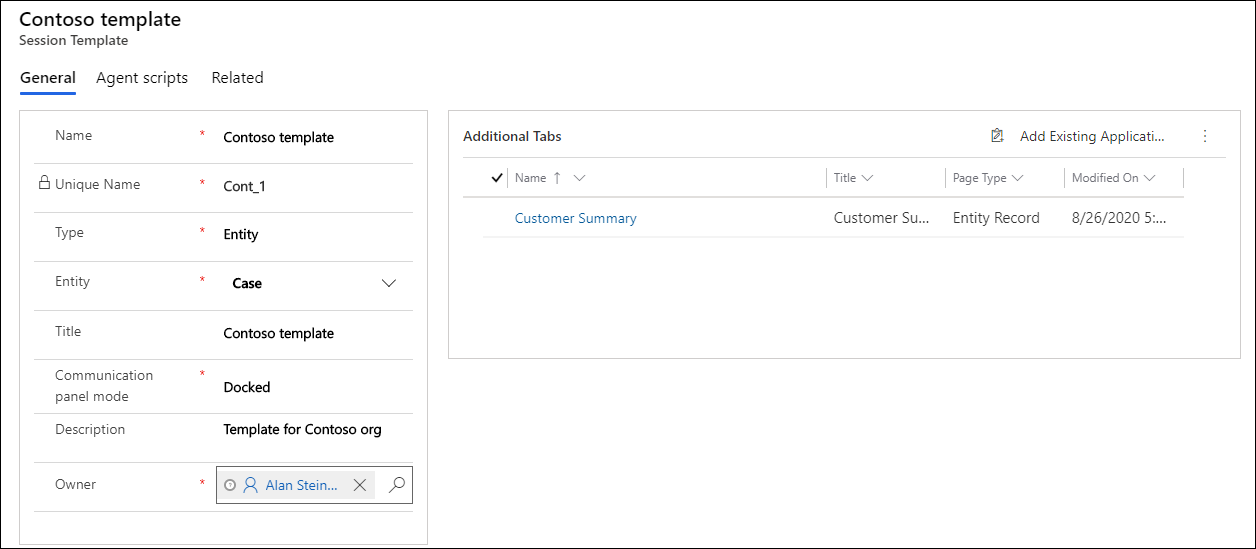 Contoso template
Session Template
General Agent scripts Related
Name * Contoso template
Unique Name * Cont_1
Type * Entity
Entity * Case
Title Contoso template
Communication
panel mode * Docked
Description Template for Contoso org
Owner * Alan Stein...
Additional Tabs Add Existing Applicati...
Name Title Page Type Modified On
Customer Summary Customer Su... Entity Record 8/26/2020 5:...